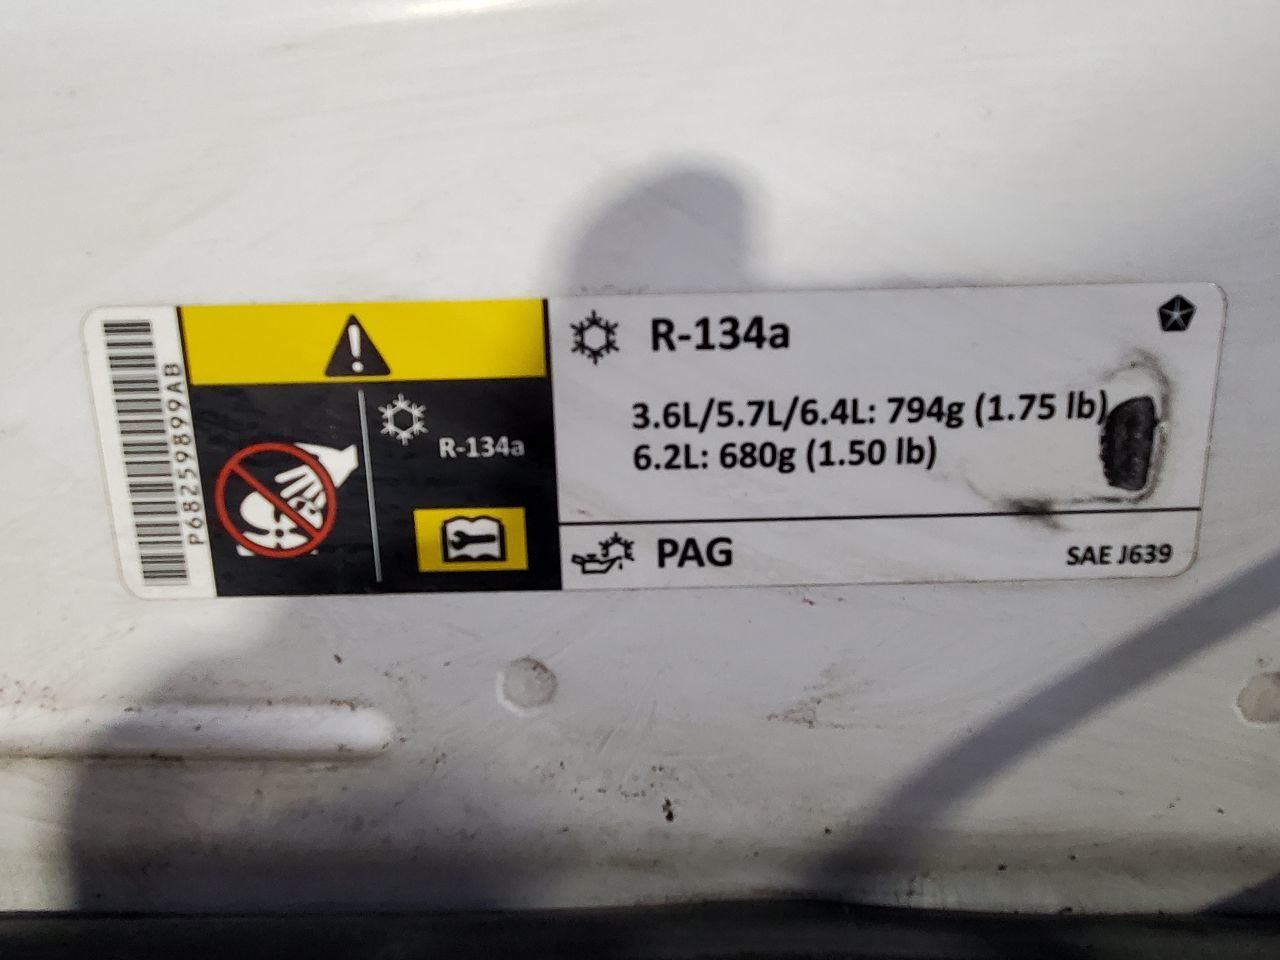 P68259899AB
R-134a
R-134a
3.6L/5.7L/6.4L: 794g (1.75 lb)
6.2L: 680g (1.50 lb)
PAG
SAE J639